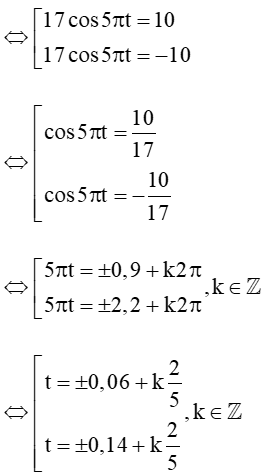 ⇔ [ 17cos5πt = 10
17cos5πt = −10
⇔ [ cos5πt = 10/17
cos5πt = −10/17
⇔ [ 5πt = ±0,9 + k2π
5πt = ±2,2 + k2π , k ∈ ℤ
⇔ [ t = ±0,06 + k 2/5
t = ±0,14 + k 2/5 , k ∈ ℤ